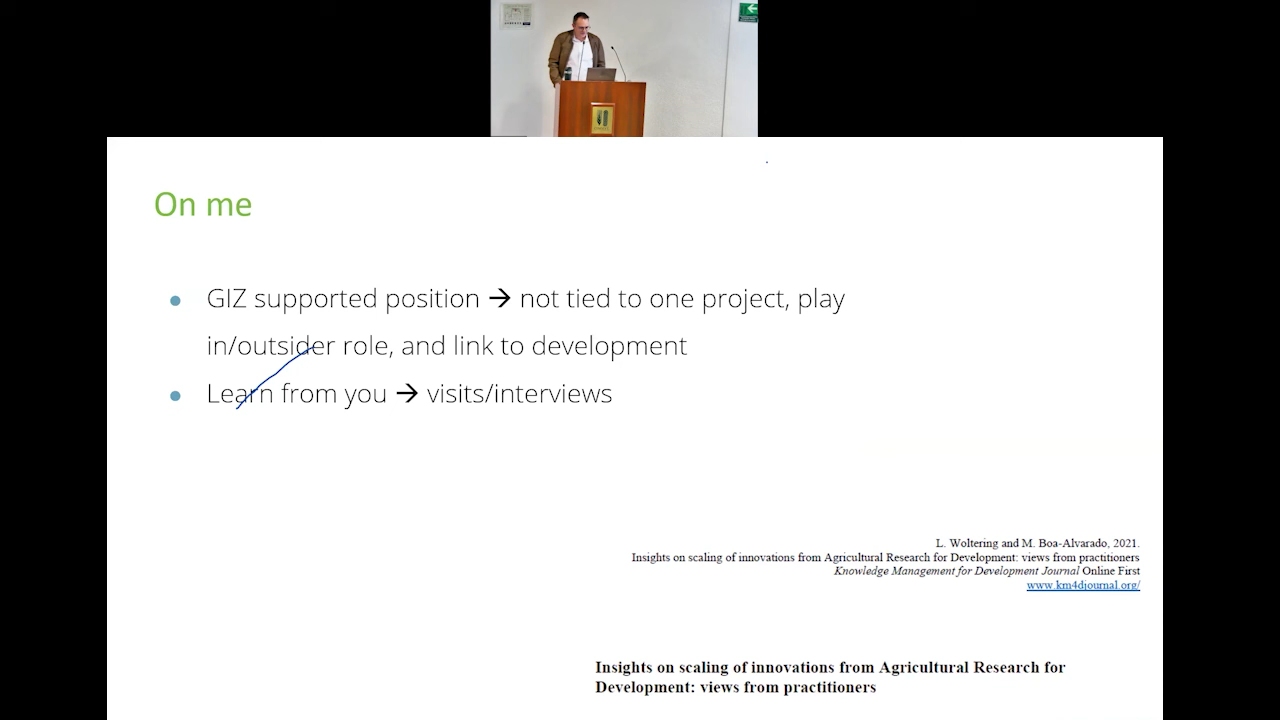 On me
GIZ supported position → not tied to one project, play
in/outsider role, and link to development
Learn from you → visits/interviews
L. Woltering and M. Boa-Alvarado, 2021.
Insights on scaling of innovations from Agricultural Research for Development: views from practitioners
Knowledge Management for Development Journal Online First
www.km4djournal.org/
Insights on scaling of innovations from Agricultural Research for
Development: views from practitioners